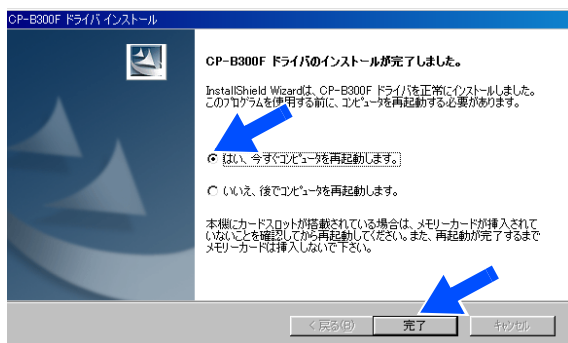 CP-B300F ドライバ インストール
CP-B300F ドライバのインストールが完了しました。
InstallShield Wizardは、CP-B300F ドライバを正常にインストールしました。
このプログラムを使用する前に、コンピュータを再起動する必要があります。
はい、今すぐコンピュータを再起動します。
いいえ、後でコンピュータを再起動します。
本機にカードスロットが搭載されている場合は、メモリーカードが挿入されて
いないことを確認してから再起動してください。また、再起動が完了するまで
メモリーカードは挿入しないで下さい。
< 戻る(B)
完了
キャンセル